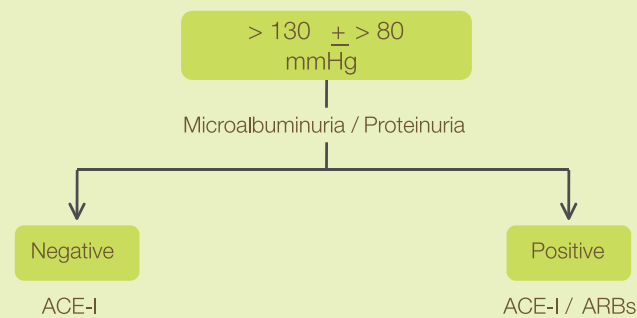 > 130 + > 80
mmHg
Microalbuminuria / Proteinuria
Negative
Positive
ACE-I
ACE-I / ARBs